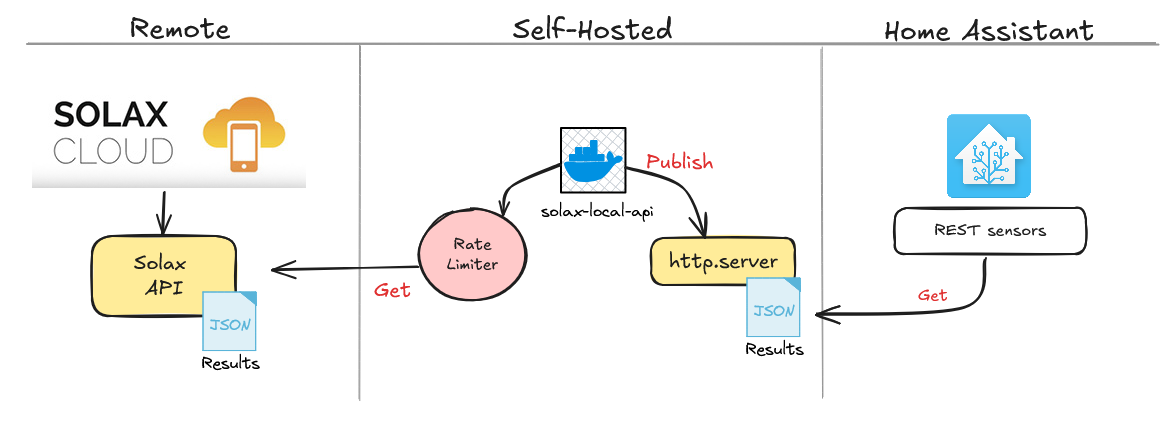 Remote
Self-Hosted
Home Assistant
SOLAX
CLOUD
Solax
API
JSON
Results
Get
Rate
Limiter
solax-local-api
Publish
http.server
JSON
Results
REST sensors
Get